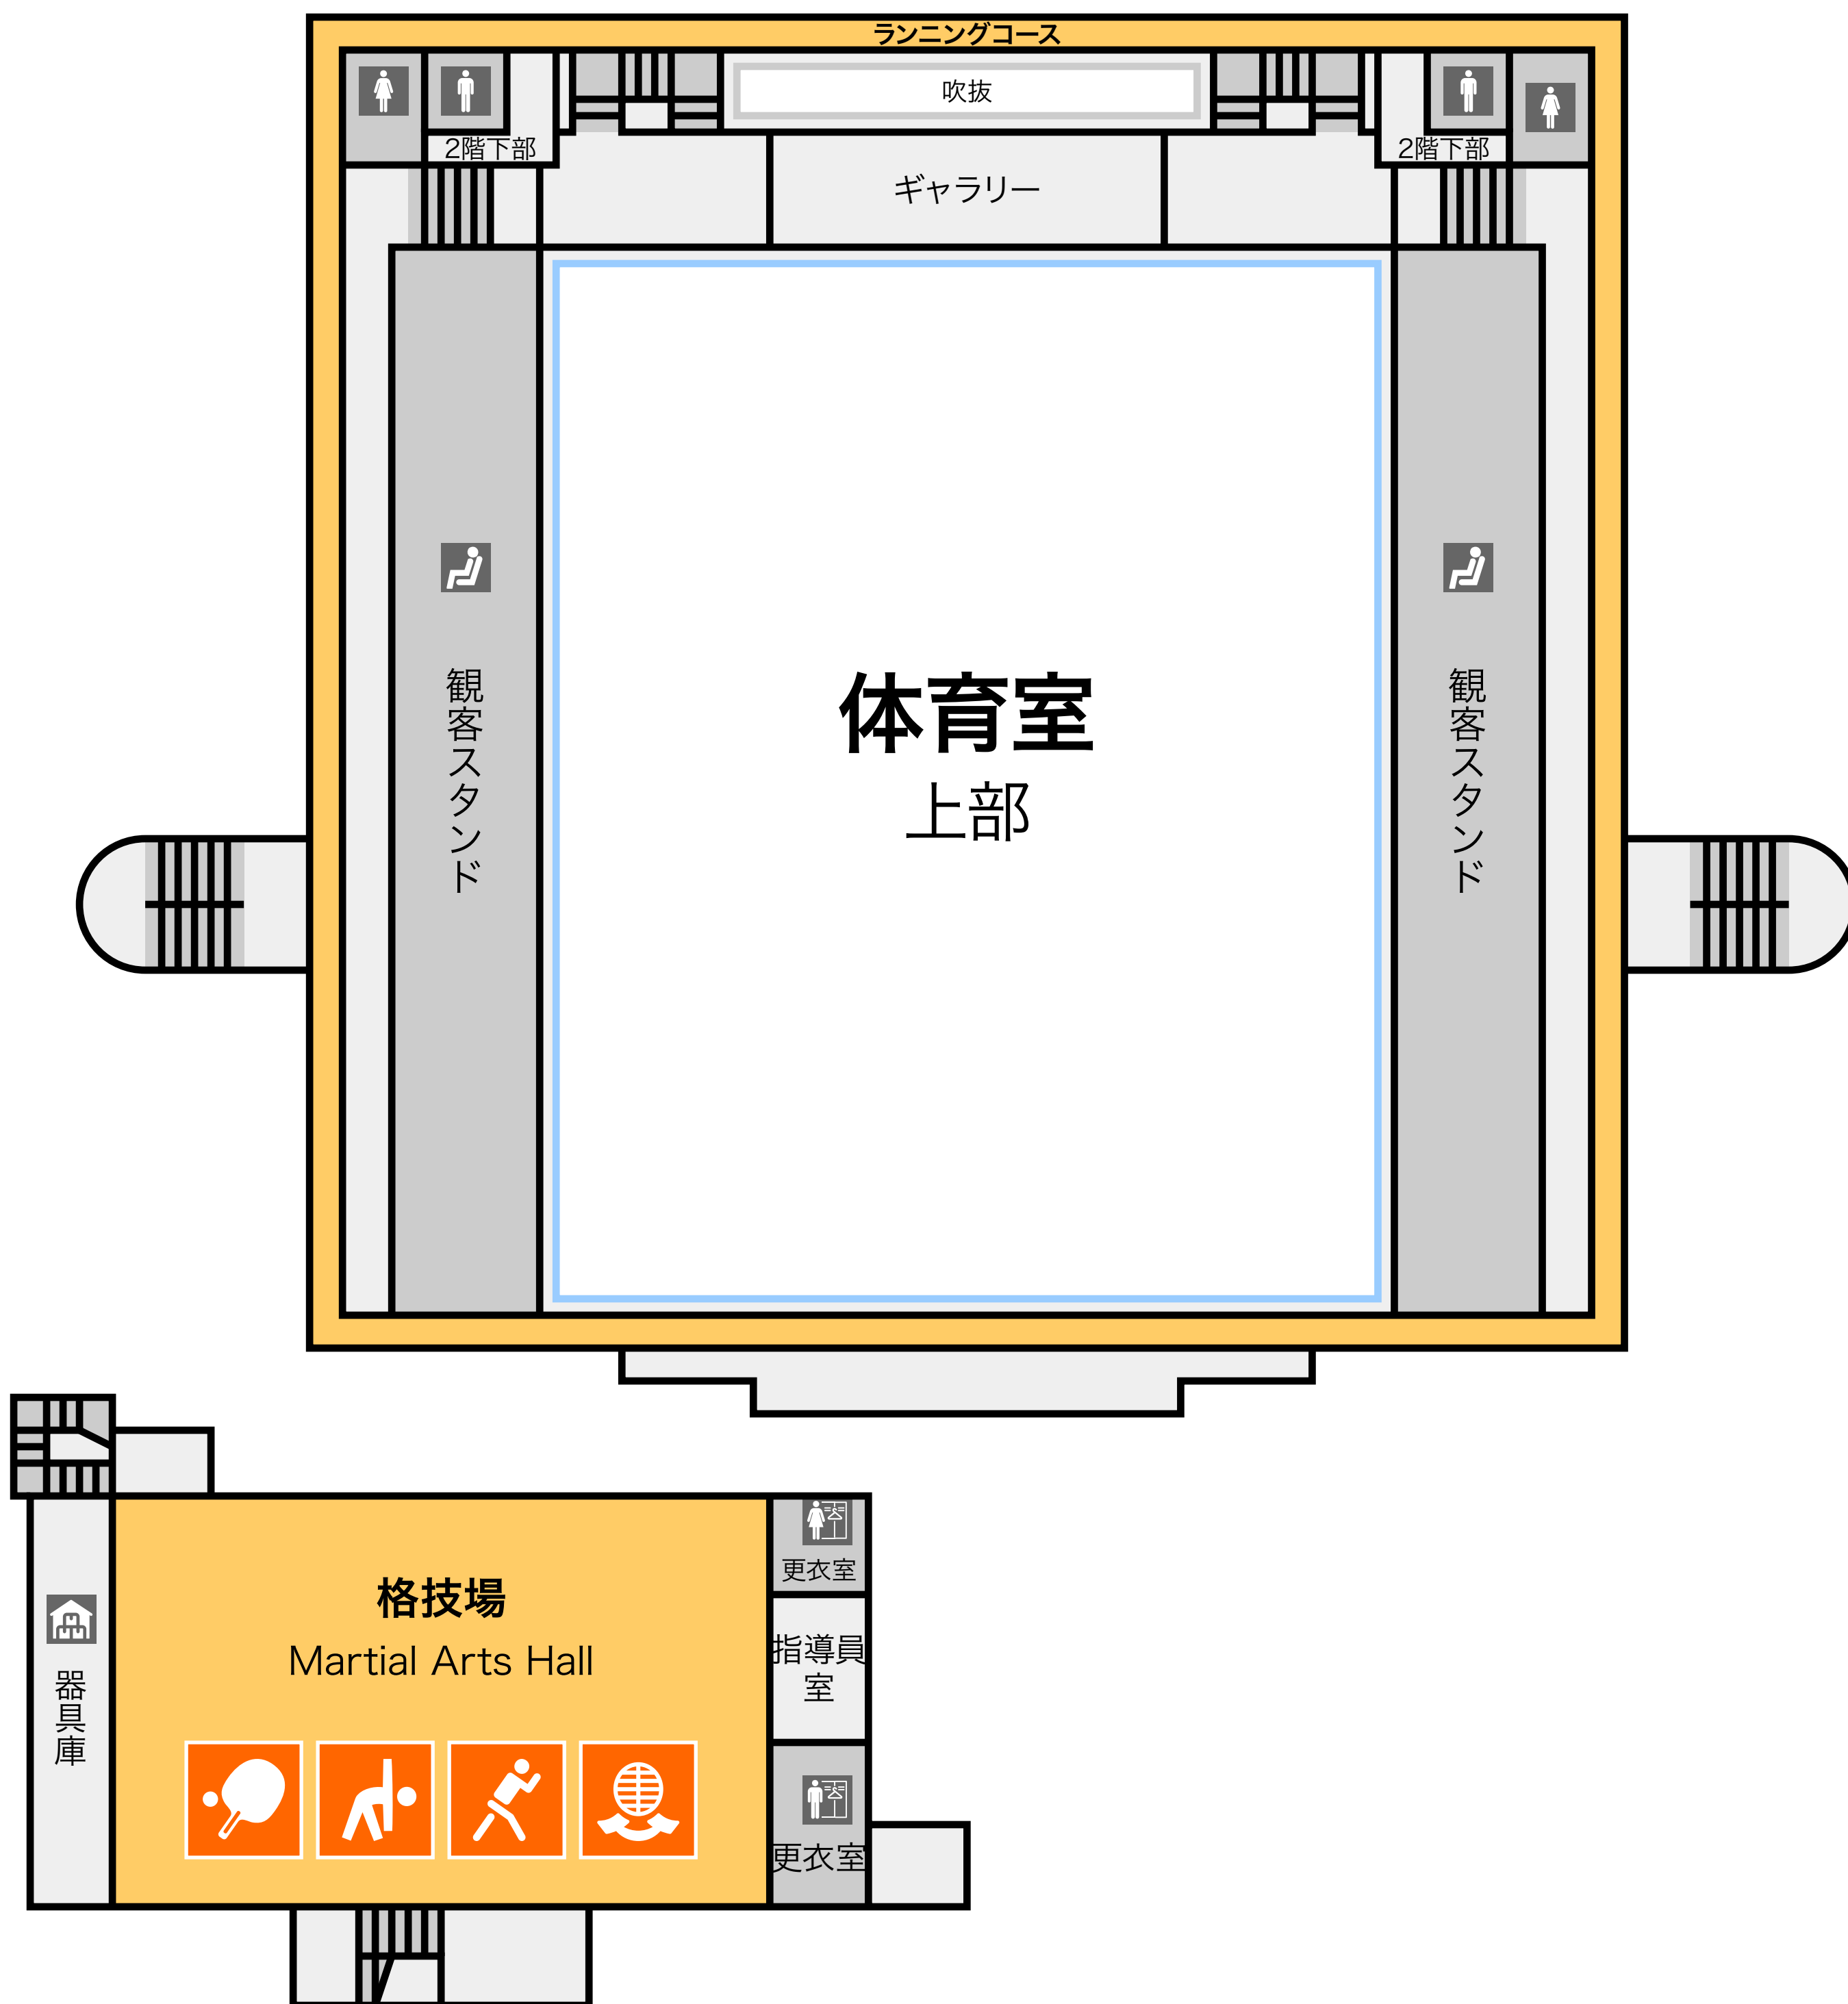 ランニングコース
吹抜
2階下部
2階下部
ギャラリー
観客スタンド
観客スタンド
体育室
上部
格技場
Martial Arts Hall
器具庫
更衣室
指導員
室
更衣室